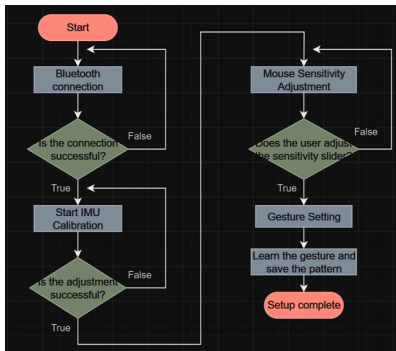 Start
Bluetooth
connection
Is the connection
successful?
False
True
Start IMU
Calibration
Is the adjustment
successful?
False
True
Mouse Sensitivity
Adjustment
Does the user adjust
the sensitivity slider?
False
True
Gesture Setting
Learn the gesture and
save the pattern
Setup complete